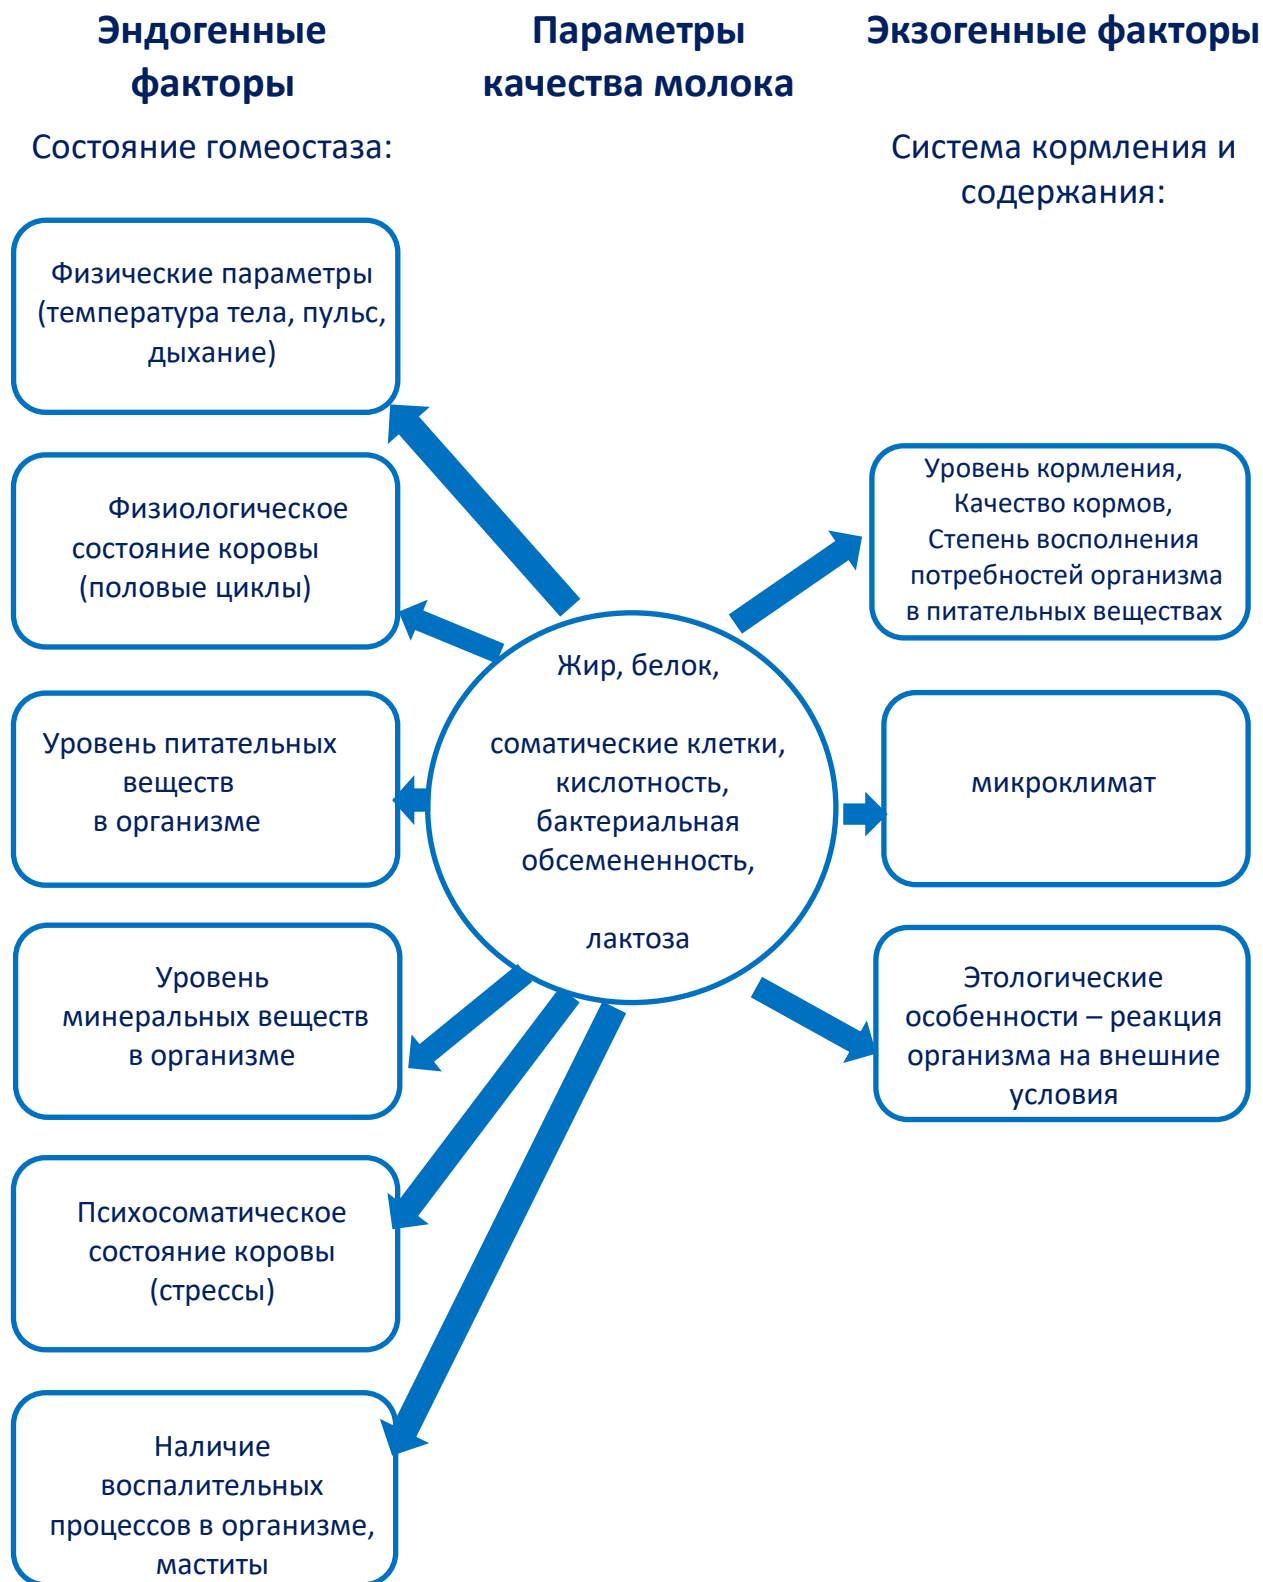 Эндогенные
факторы
Состояние гомеостаза:
Физические параметры
(температура тела, пульс,
дыхание)
Физиологическое
состояние коровы
(половые циклы)
Уровень питательных
веществ
в организме
Уровень
минеральных веществ
в организме
Психосоматическое
состояние коровы
(стрессы)
Наличие
воспалительных
процессов в организме,
маститы
Параметры
качества молока
Жир, белок,
соматические клетки,
кислотность,
бактериальная
обсемененность,
лактоза
Экзогенные факторы
Система кормления и
содержания:
Уровень кормления,
Качество кормов,
Степень восполнения
потребностей организма
в питательных веществах
микроклимат
Этологические
особенности – реакция
организма на внешние
условия